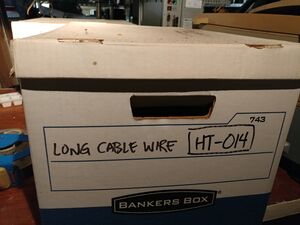 743
LONG CABLE WIRE HT-014
BANKERS BOX®